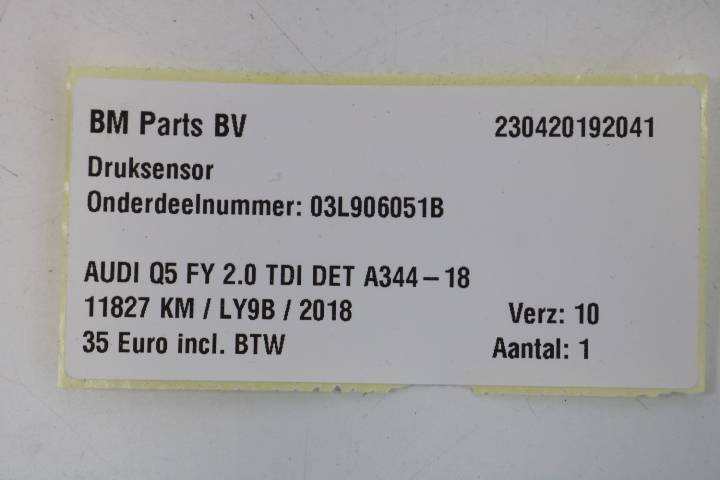 BM Parts BV 230420192041
Druksensor
Onderdeelnummer: 03L906051B
AUDI Q5 FY 2.0 TDI DET A344-18
11827 KM / LY9B / 2018 Verz: 10
35 Euro incl. BTW Aantal: 1